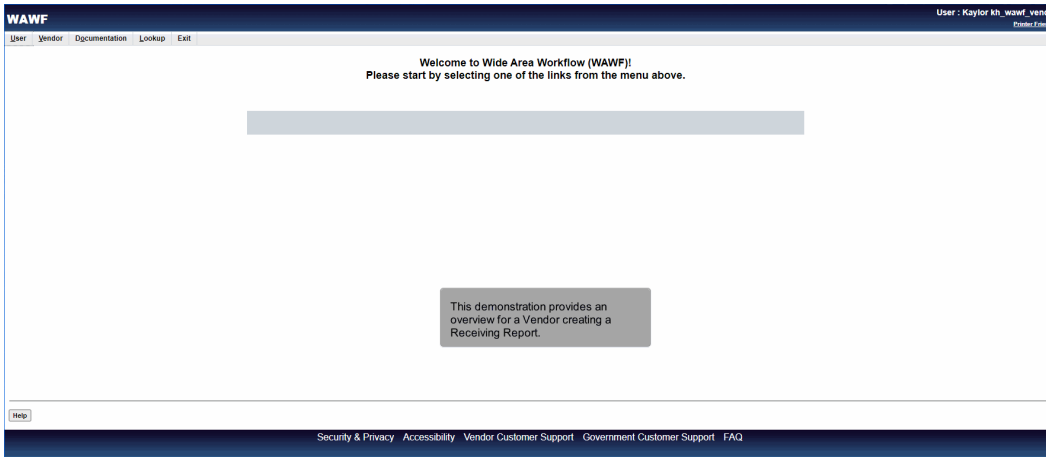 WAWF
User : Kaylor kh_wawf_vend
Printer Frie
User Vendor Documentation Lookup Exit
Welcome to Wide Area Workflow (WAWF)!
Please start by selecting one of the links from the menu above.
This demonstration provides an
overview for a Vendor creating a
Receiving Report.
Help
Security & Privacy Accessibility Vendor Customer Support Government Customer Support FAQ